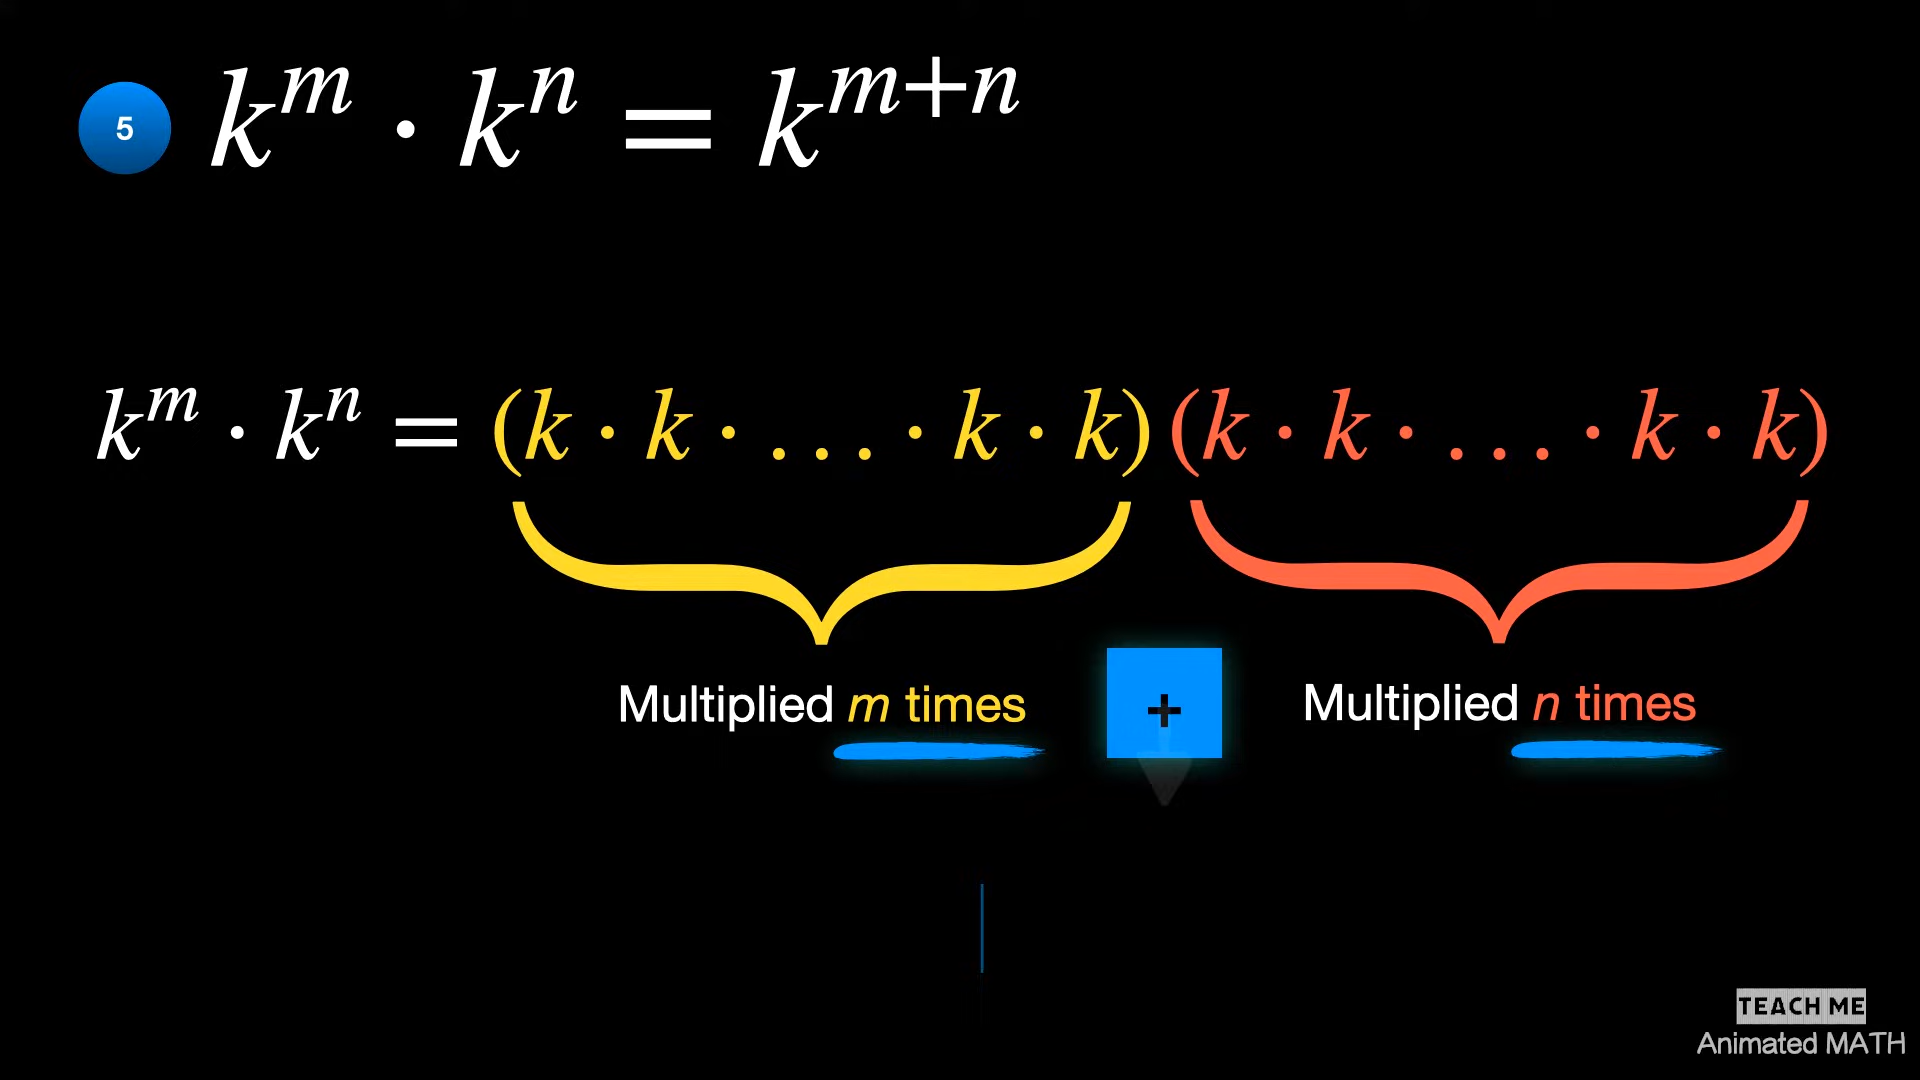 5 k^m · k^n = k^{m+n}
k^m · k^n = (k · k · . . . · k · k) (k · k · . . . · k · k)
Multiplied m times + Multiplied n times
TEACH ME
Animated MATH